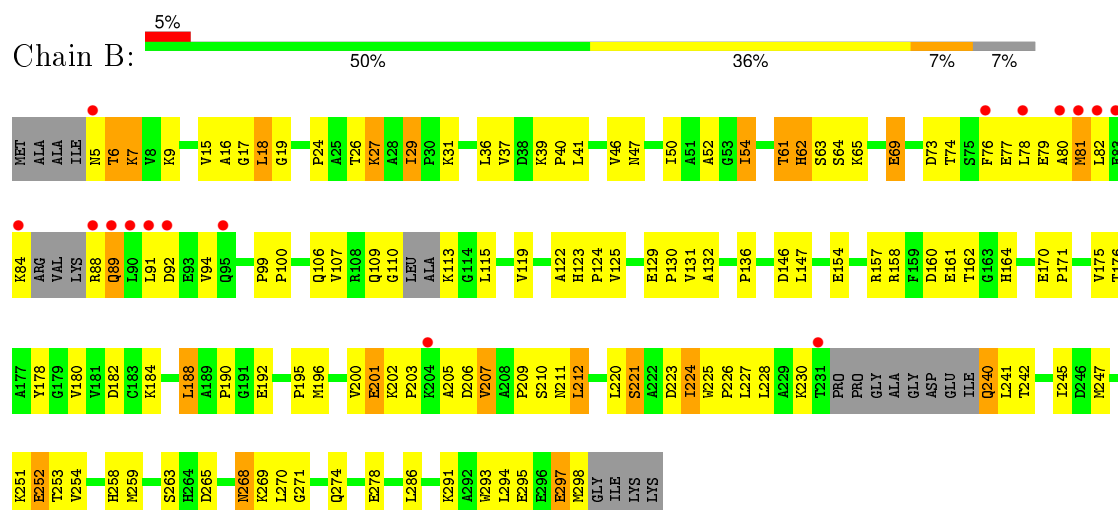 5%
Chain B:
50% 36% 7% 7%
MET ALA ALA ILE N5 T6 K7 V8 K9 V15 A16 G17 L18 G19 P24 A25 T26 K27 A28 I29 P30 K31 L36 V37 D38 K39 P40 L41 V46 N47 I50 A51 A52 G53 I54 T61 H62 S63 S64 K65 E69 D73 T74 S75 F76 E77 L78 E79 A80 M81 L82
K84 ARG VAL LYS R88 Q89 L90 L91 D92 E93 V94 Q95 P99 P100 Q106 V107 R108 Q109 G110 LEU ALA K113 G114 L115 V119 A122 H123 P124 V125 E129 P130 V131 A132 P136 D146 L147 E154 R157 R158 F159 D160 E161 T162 G163 H164 E170 P171 V175 T176
A177 Y178 G179 V180 V181 D182 C183 K184 L188 A189 P190 G191 E192 P195 M196 V200 E201 K202 P203 K204 A205 D206 V207 A208 P209 S210 N211 L212 L220 S221 A222 D223 I224 W225 P226 L227 L228 A229 K230 T231 PRO PRO GLY ALA GLY ASP GLU ILE Q240 L241 T242 I245 D246 M247
K251 E252 T253 V254 H258 M259 S263 H264 D265 N268 K269 L270 G271 Q274 E278 L286 K291 A292 W293 L294 E295 E296 E297 M298 GLY ILE LYS LYS